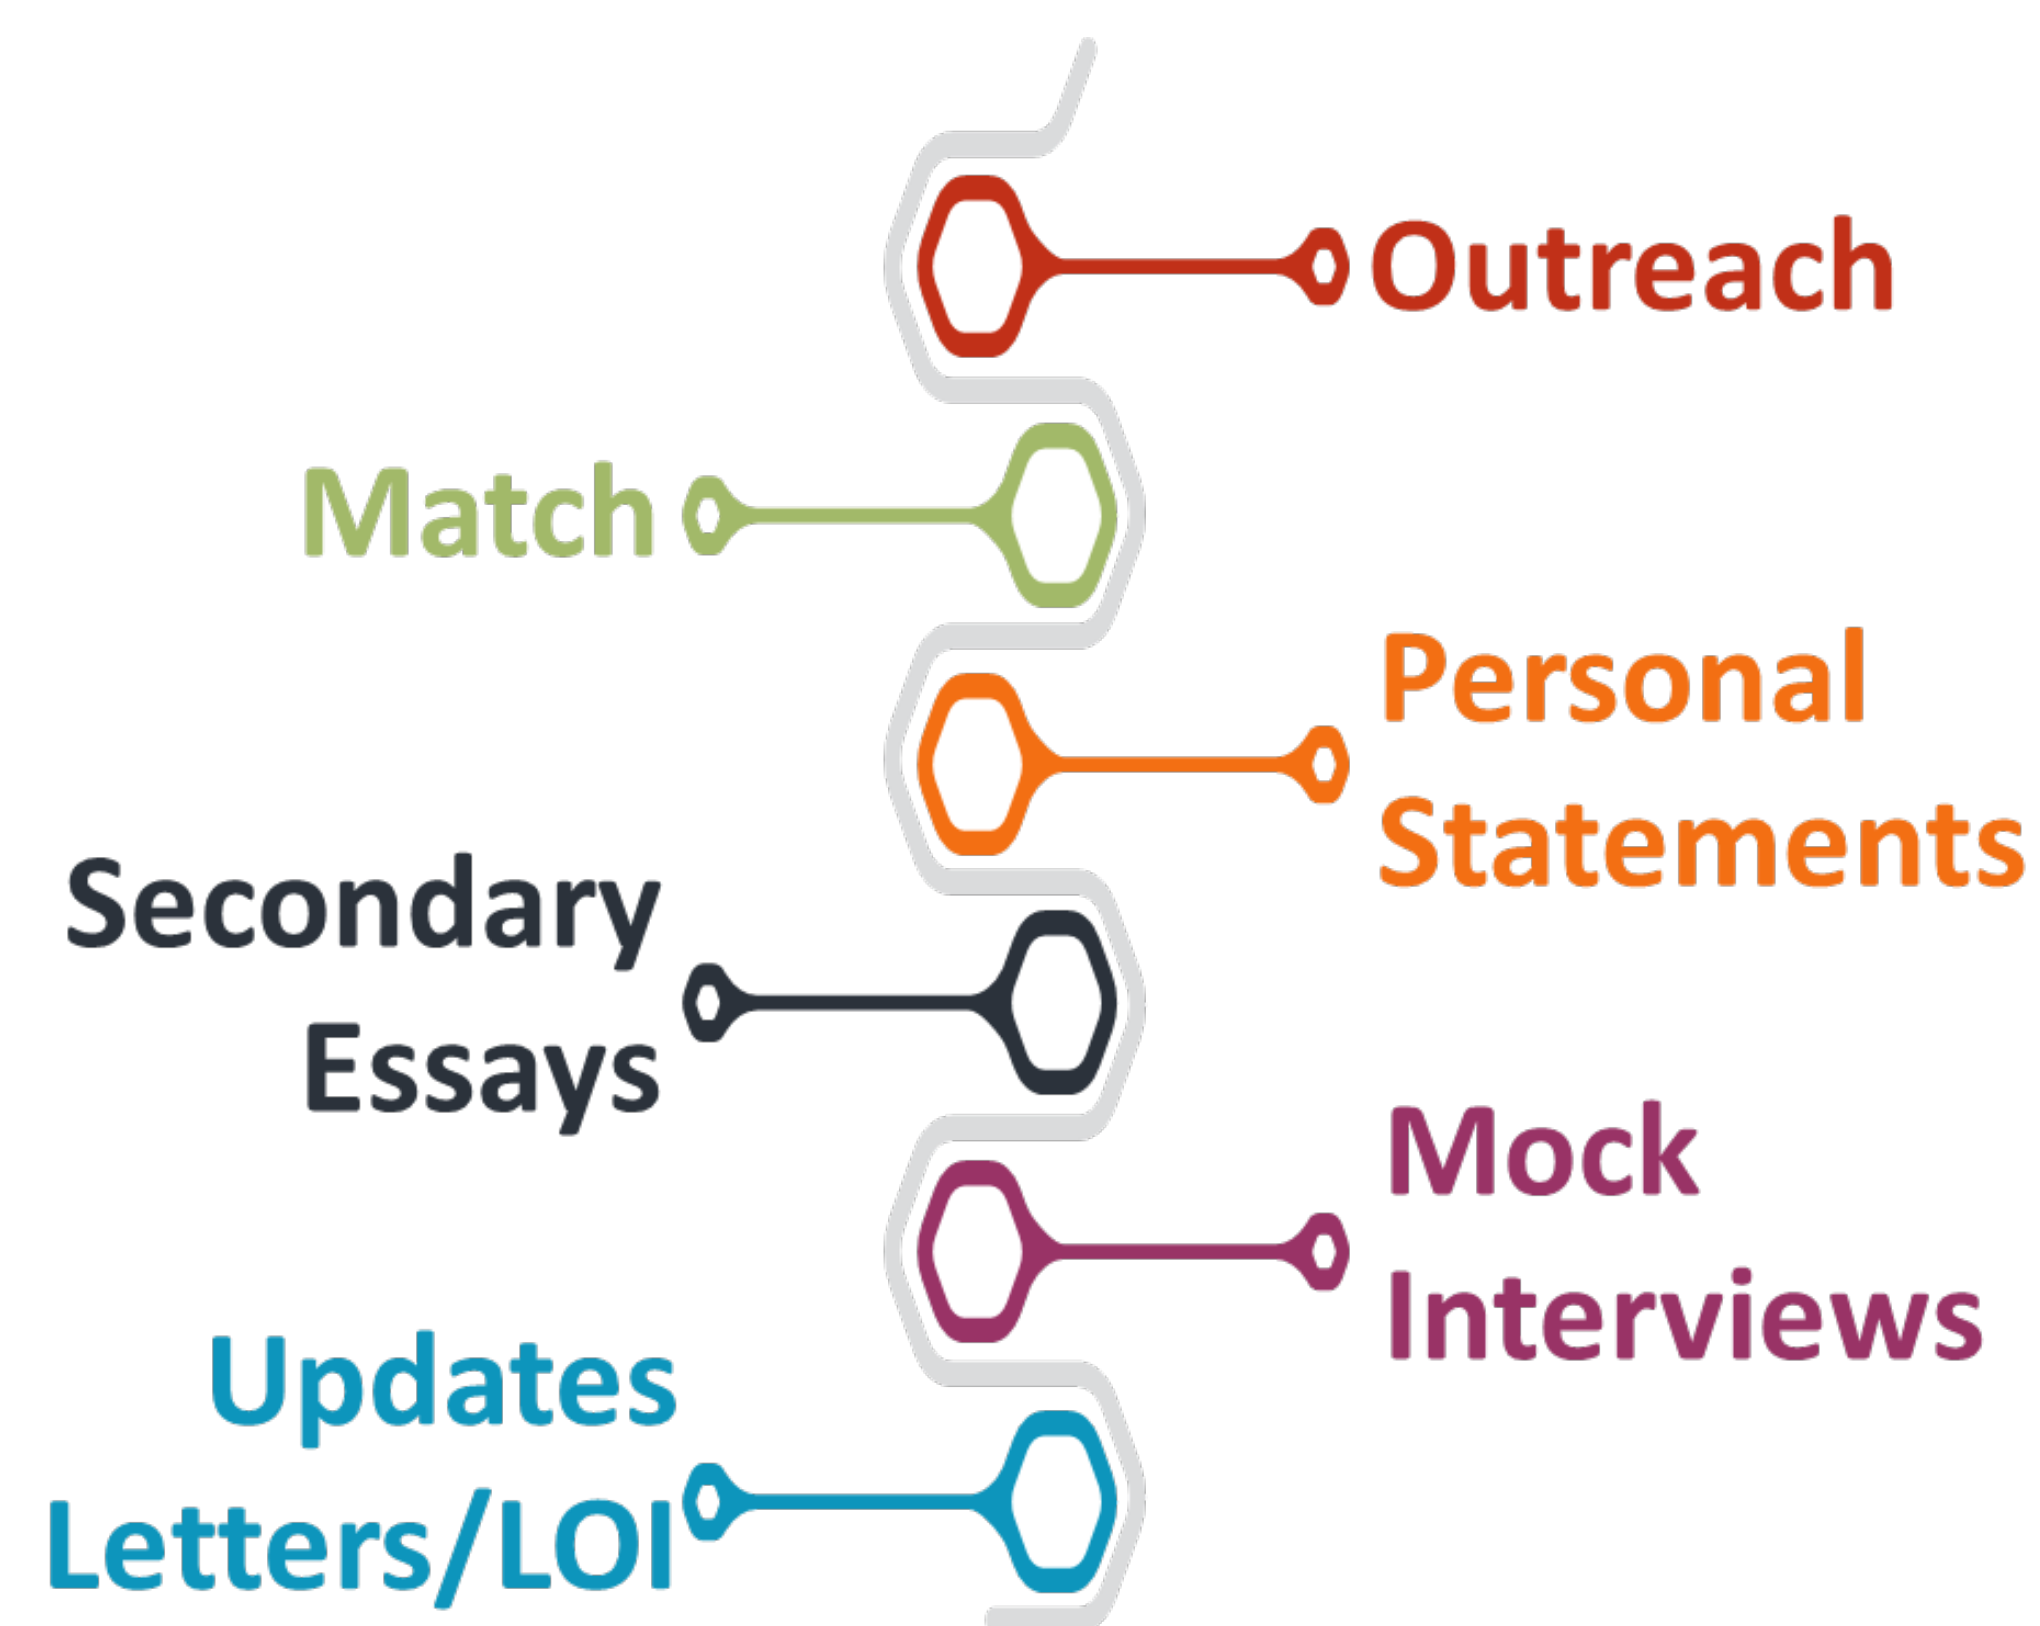 Outreach
Match
Personal
Statements
Secondary
Essays
Mock
Interviews
Updates
Letters/LOI